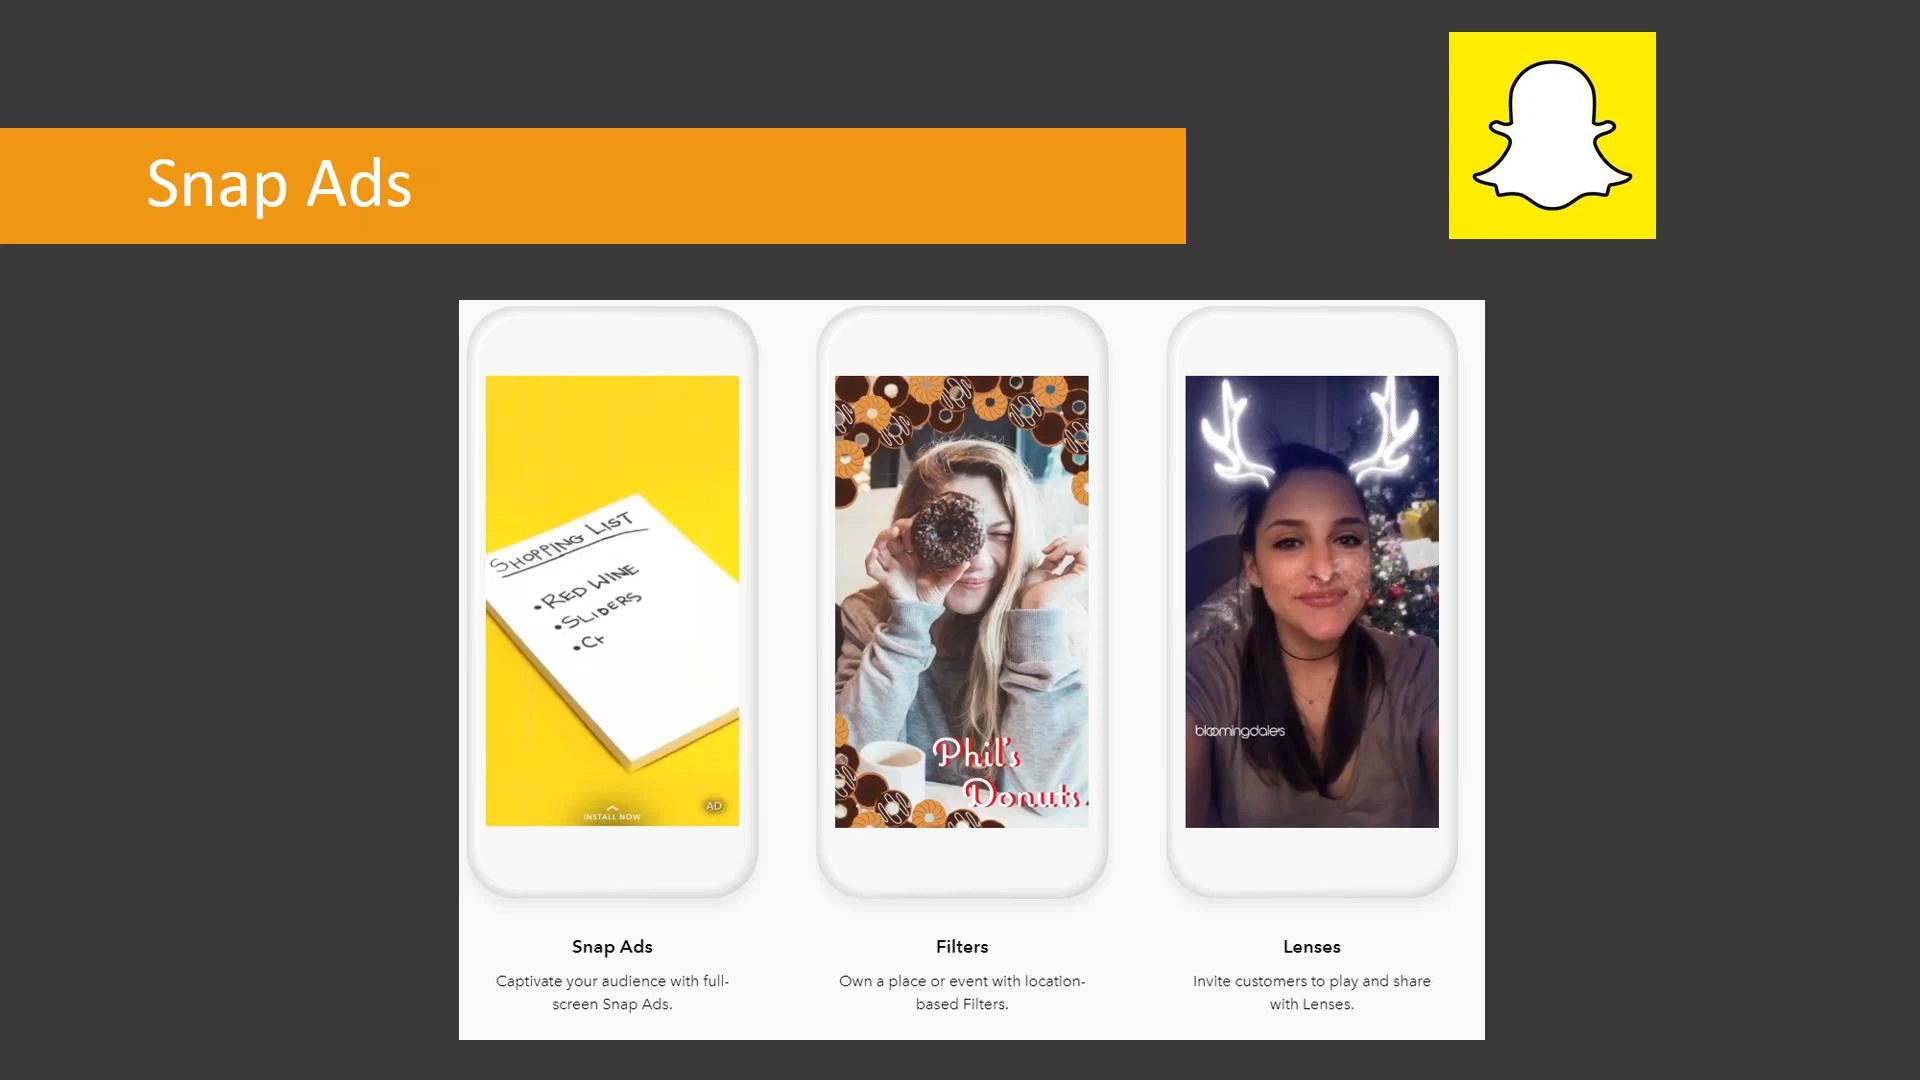 Snap Ads
SHOPPING LIST
• RED WINE
• SLIDERS
• CH
INSTALL NOW
AD
Phil's
Donuts
bloomingdale's
Snap Ads
Captivate your audience with full-
screen Snap Ads.
Filters
Own a place or event with location-
based Filters.
Lenses
Invite customers to play and share
with Lenses.